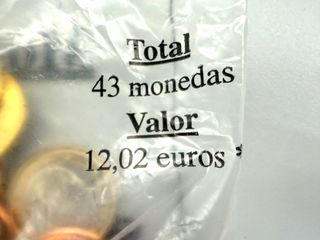 Total
43 monedas
Valor
12,02 euros *